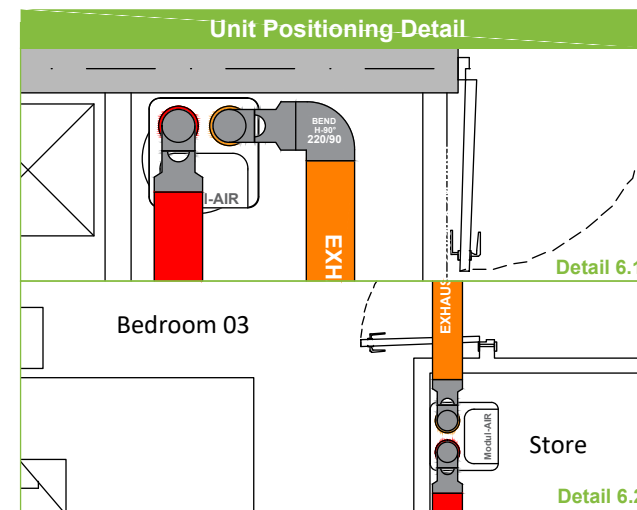 Unit Positioning Detail
BEND
H-90°
220/90
l-AIR
EXH
Detail 6.1
EXHAUS
Bedroom 03
Modul-AIR
Store
Detail 6.2